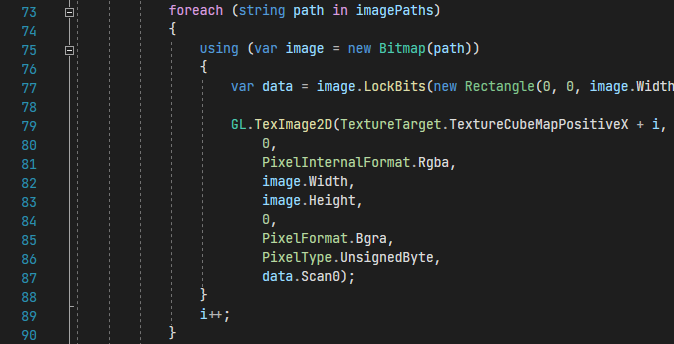 73 foreach (string path in imagePaths)
74 {
75 using (var image = new Bitmap(path))
76 {
77 var data = image.LockBits(new Rectangle(0, 0, image.Width
78
79 GL.TexImage2D(TextureTarget.TextureCubeMapPositiveX + i,
80 0,
81 PixelInternalFormat.Rgba,
82 image.Width,
83 image.Height,
84 0,
85 PixelFormat.Bgra,
86 PixelType.UnsignedByte,
87 data.Scan0);
88 }
89 i++;
90 }